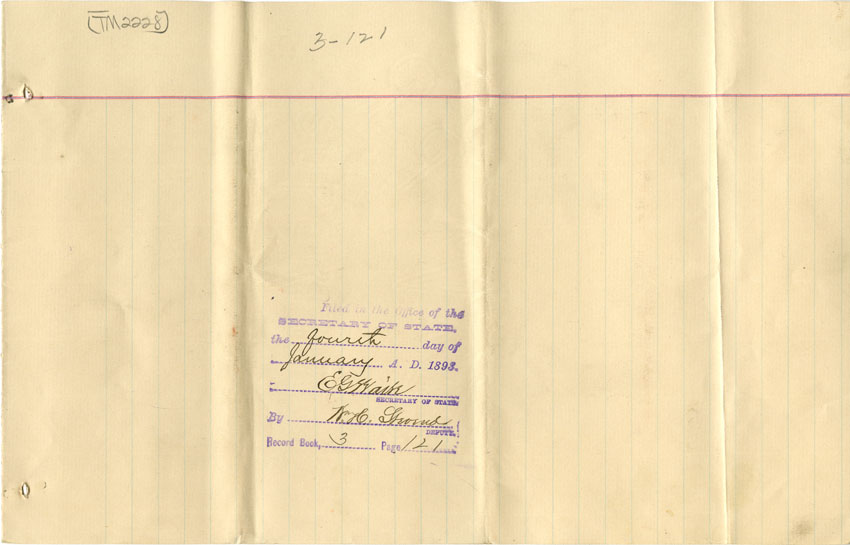 (TM2228)
3-121
Filed in the Office of the
SECRETARY OF STATE,
the fourth day of
January A. D. 1893.
E G Waite
SECRETARY OF STATE
By
DEPUTY.
Record Book, 3 Page 121